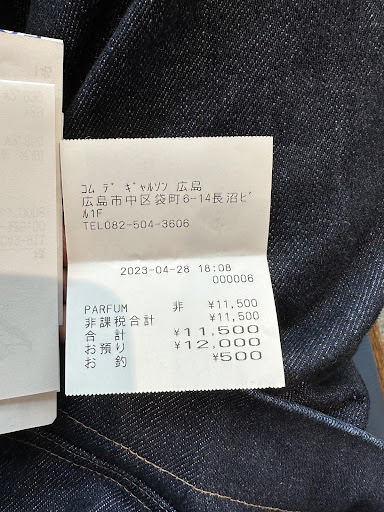 コム デ ギャルソン 広島
広島市中区袋町6-14長沼ビ
ル1F
TEL082-504-3606
2023-04-28 18:08
000006
PARFUM 非 ¥11,500
非課税合計 ¥11,500
合 計 ¥11,500
お預り ¥12,000
お 釣 ¥500